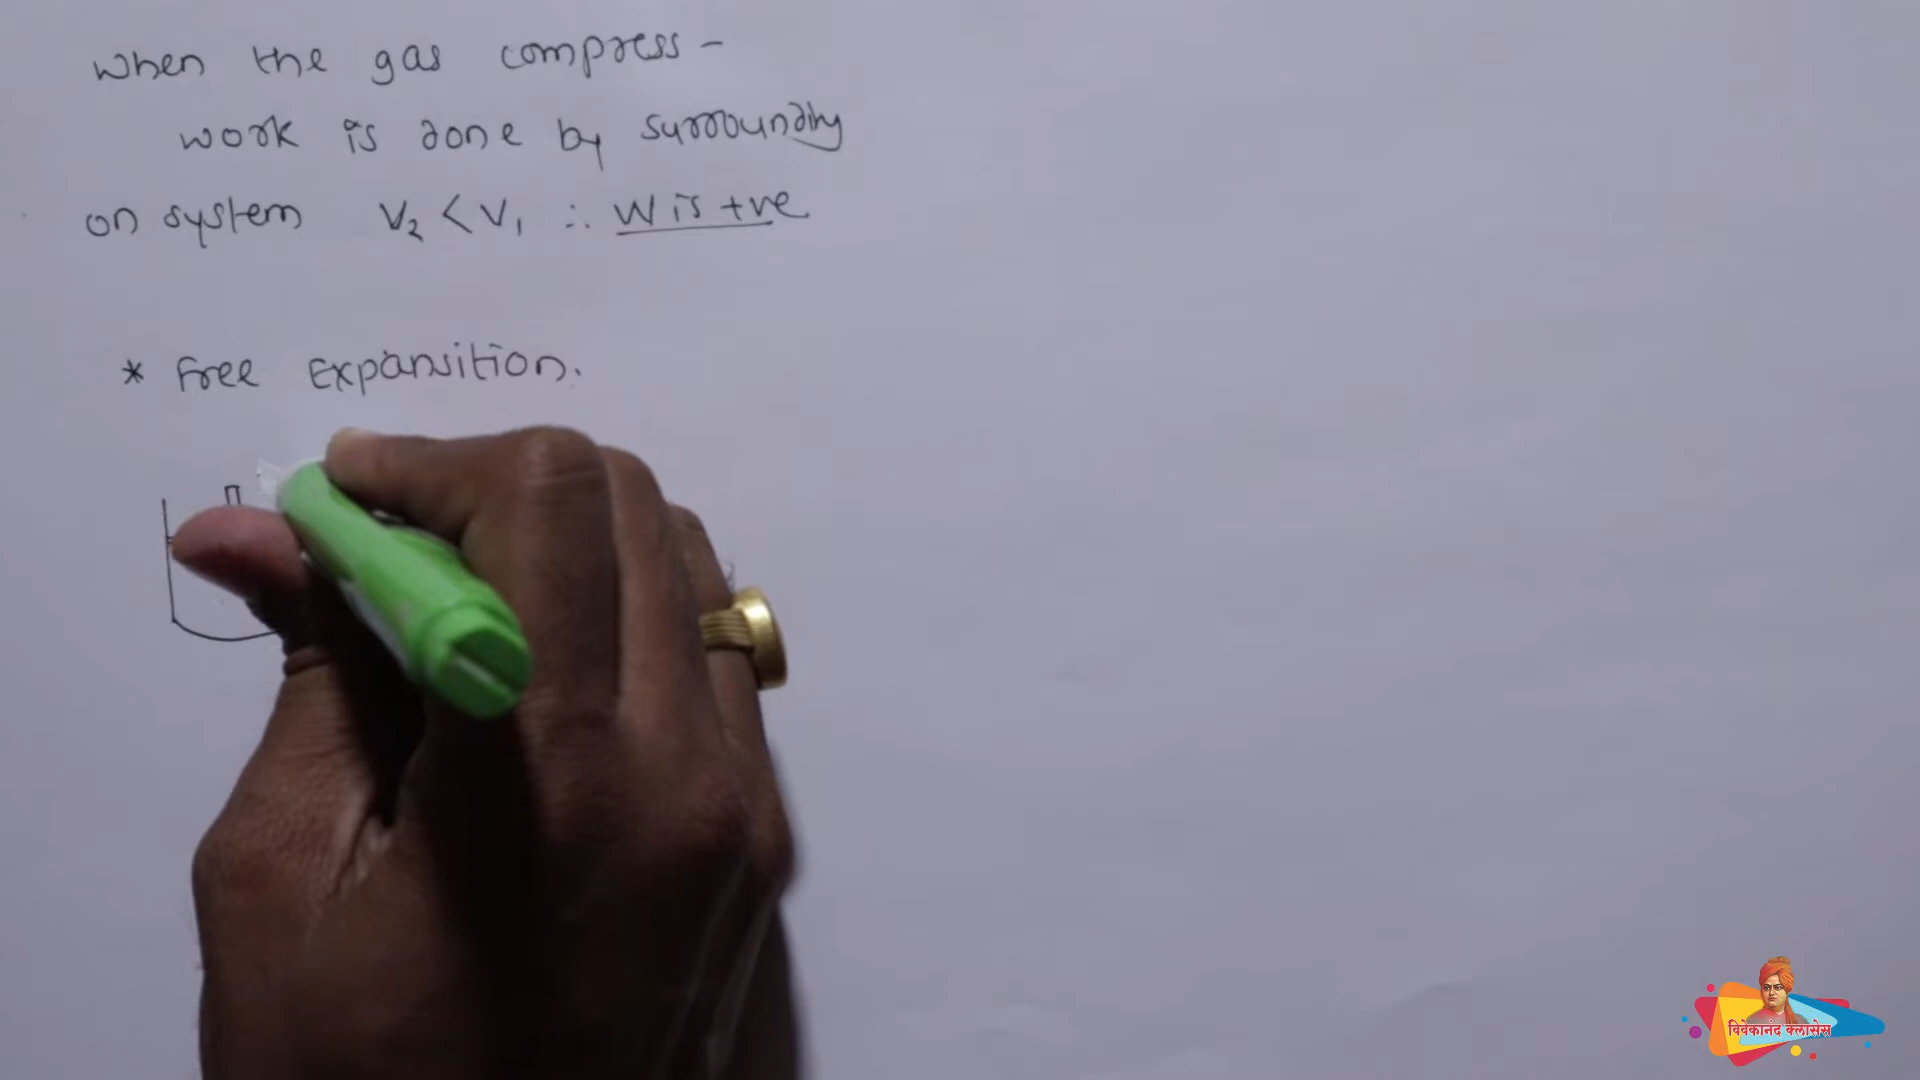 when the gas compress -
work is done by surrounding
on system V₂ < V₁ ∴ W is +ve
* Free Expansition.
विवेकानंद क्लासेस